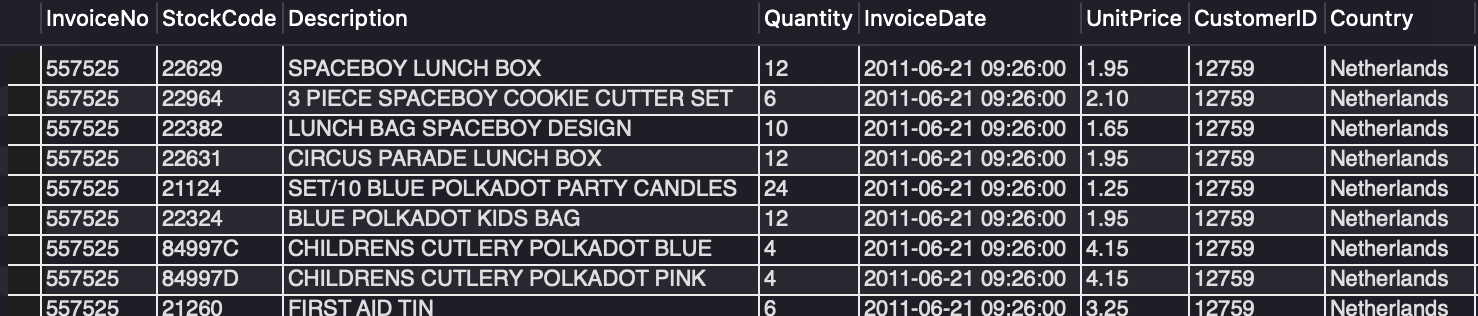 InvoiceNo StockCode Description Quantity InvoiceDate UnitPrice CustomerID Country
557525 22629 SPACEBOY LUNCH BOX 12 2011-06-21 09:26:00 1.95 12759 Netherlands
557525 22964 3 PIECE SPACEBOY COOKIE CUTTER SET 6 2011-06-21 09:26:00 2.10 12759 Netherlands
557525 22382 LUNCH BAG SPACEBOY DESIGN 10 2011-06-21 09:26:00 1.65 12759 Netherlands
557525 22631 CIRCUS PARADE LUNCH BOX 12 2011-06-21 09:26:00 1.95 12759 Netherlands
557525 21124 SET/10 BLUE POLKADOT PARTY CANDLES 24 2011-06-21 09:26:00 1.25 12759 Netherlands
557525 22324 BLUE POLKADOT KIDS BAG 12 2011-06-21 09:26:00 1.95 12759 Netherlands
557525 84997C CHILDRENS CUTLERY POLKADOT BLUE 4 2011-06-21 09:26:00 4.15 12759 Netherlands
557525 84997D CHILDRENS CUTLERY POLKADOT PINK 4 2011-06-21 09:26:00 4.15 12759 Netherlands
557525 21260 FIRST AID TIN 6 2011-06-21 09:26:00 3.25 12759 Netherlands